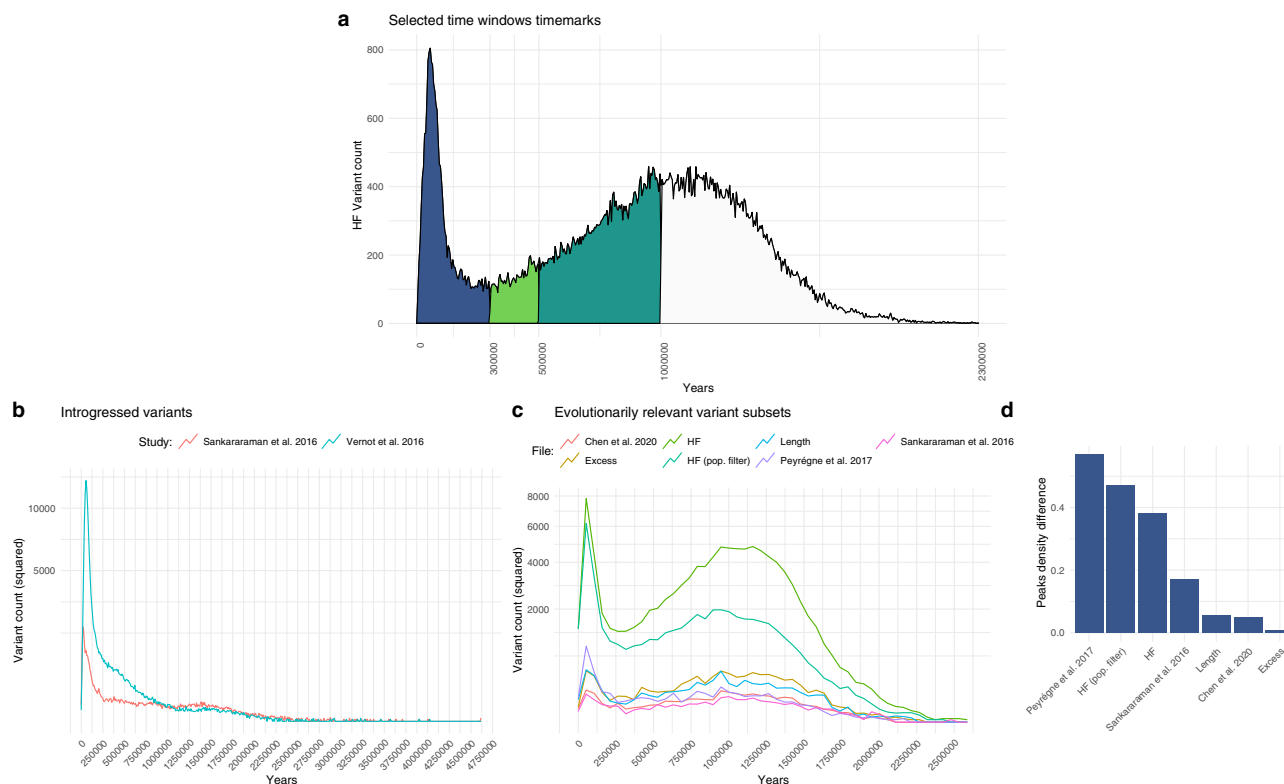 a Selected time windows timemarks
HF Variant count
800
600
400
200
0
0
300000
500000
1000000
2300000
Years
b Introgressed variants
Study: Sankararaman et al. 2016 Vernot et al. 2016
Variant count (squared)
10000
5000
0
250000
500000
750000
1000000
1250000
1500000
1750000
2000000
2250000
2500000
2750000
3000000
3250000
3500000
3750000
4000000
4250000
4500000
4750000
Years
c Evolutionarily relevant variant subsets
File: Chen et al. 2020 HF Length Sankararaman et al. 2016
Excess HF (pop. filter) Peyrégne et al. 2017
Variant count (squared)
8000
6000
4000
2000
0
250000
500000
750000
1000000
1250000
1500000
1750000
2000000
2250000
2500000
Years
d
Peaks density difference
0.4
0.2
0.0
Peyrégne et al. 2017
HF (pop. filter)
HF
Sankararaman et al. 2016
Length
Chen et al. 2020
Excess